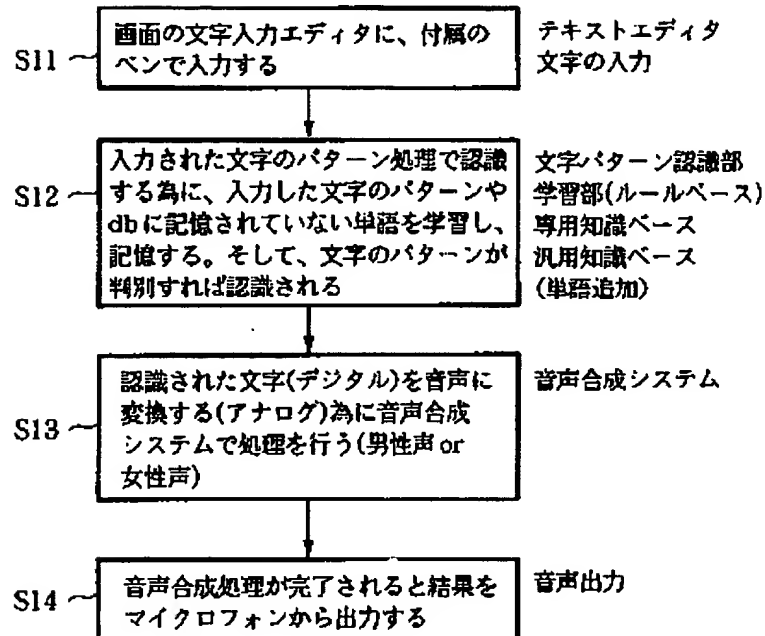 画面の文字入力エディタに、付属の
ペンで入力する
S11
テキストエディタ
文字の入力
入力された文字のパターン処理で認識
する為に、入力した文字のパターンや
dbに記憶されていない単語を学習し、
記憶する。そして、文字のパターンが
判別すれば認識される
S12
文字パターン認識部
学習部(ルールベース)
専用知識ベース
汎用知識ベース
(単語追加)
認識された文字(デジタル)を音声に
変換する(アナログ)為に音声合成
システムで処理を行う(男性声or
女性声)
S13
音声合成システム
音声合成処理が完了されると結果を
マイクロフォンから出力する
S14
音声出力